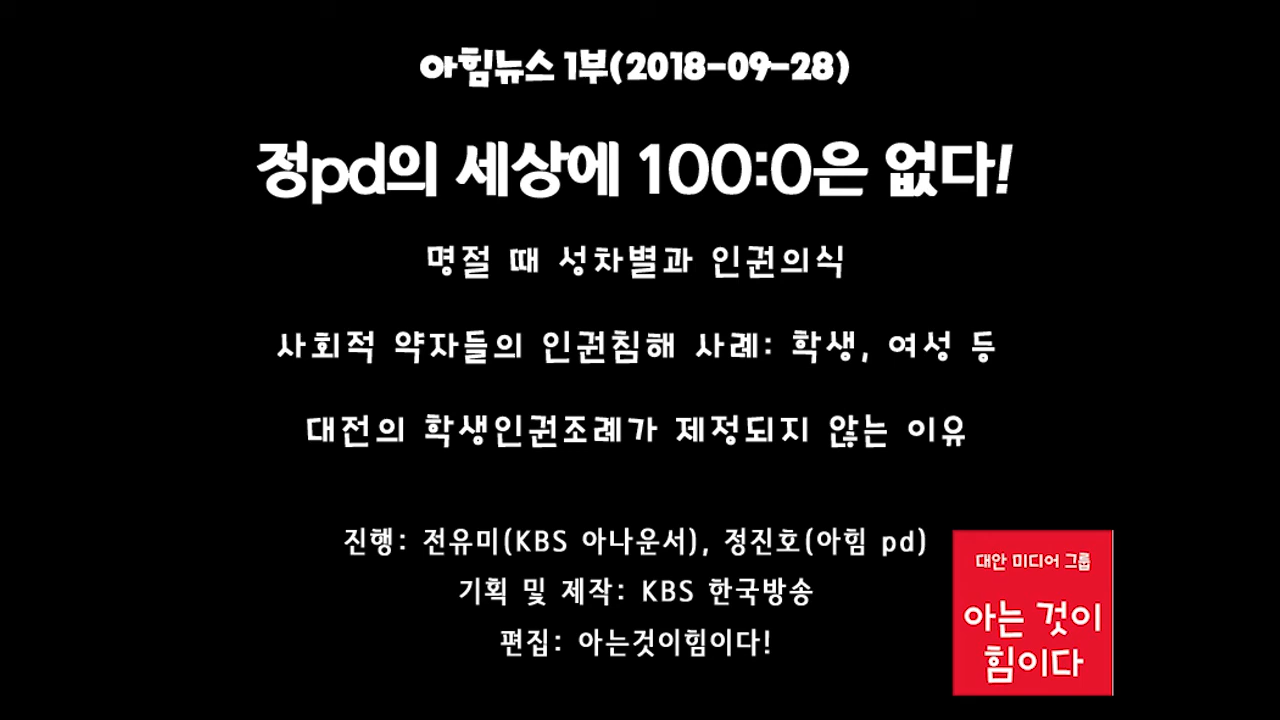 아힘뉴스 1부(2018-09-28)
정pd의 세상에 100:0은 없다!
명절 때 성차별과 인권의식
사회적 약자들의 인권침해 사례: 학생, 여성 등
대전의 학생인권조례가 제정되지 않는 이유
진행: 전유미(KBS 아나운서), 정진호(아힘 pd)
기획 및 제작: KBS 한국방송
편집: 아는것이힘이다!
대안 미디어 그룹
아는 것이
힘이다